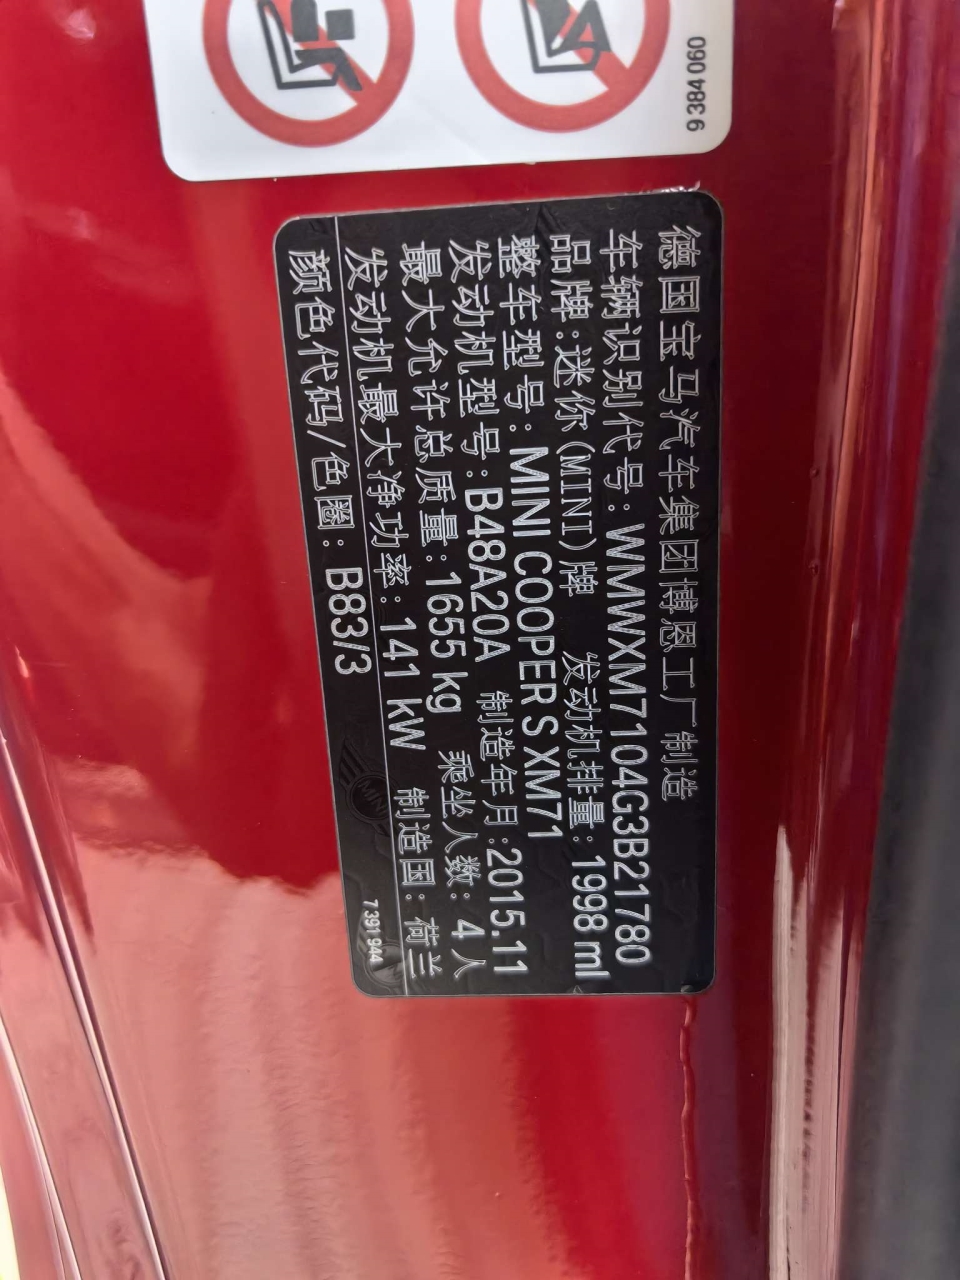 9 384 060
德国宝马汽车集团博恩工厂制造
车辆识别代号:WMWXM7104G3B21780
品牌:迷你(MINI)牌 发动机排量:1998 ml
整车型号:MINI COOPER S XM71
发动机型号:B48A20A 制造年月:2015.11
最大允许总质量:1655 kg 乘坐人数:4人
发动机最大净功率:141 kW 制造国:荷兰
颜色代码/色圈:B83/3
MINI
7 391 944